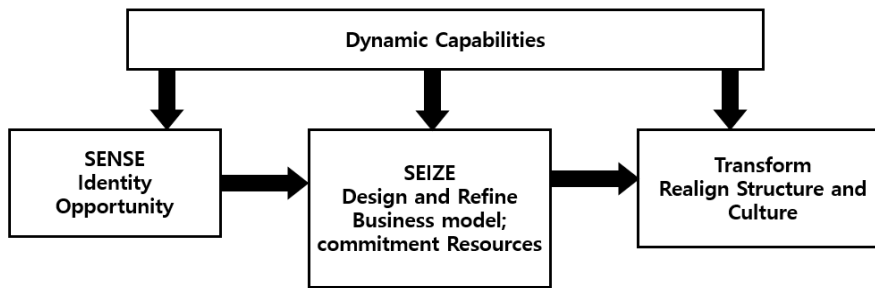 Dynamic Capabilities
SENSE
Identity
Opportunity
SEIZE
Design and Refine
Business model;
commitment Resources
Transform
Realign Structure and
Culture